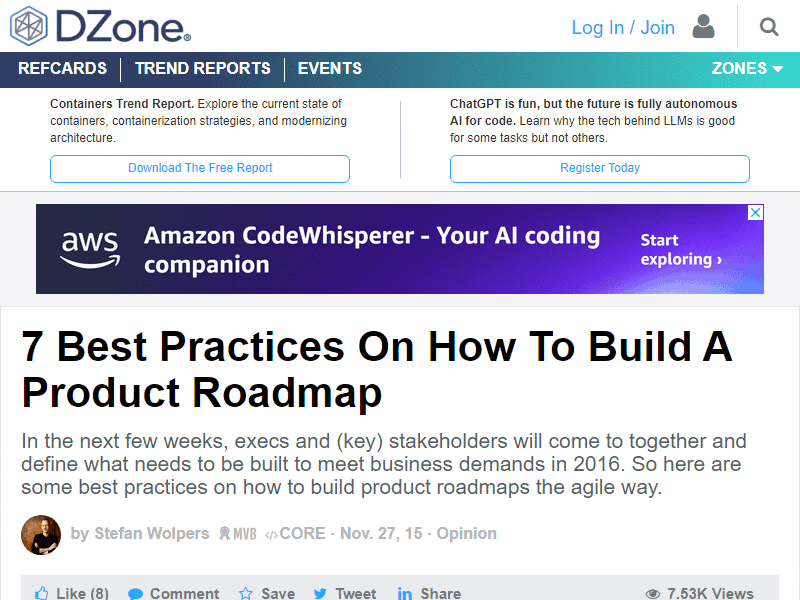 DZone®
Log In / Join
REFCARDS
TREND REPORTS
EVENTS
ZONES
Containers Trend Report. Explore the current state of
containers, containerization strategies, and modernizing
architecture.
Download The Free Report
ChatGPT is fun, but the future is fully autonomous
AI for code. Learn why the tech behind LLMs is good
for some tasks but not others.
Register Today
aws
Amazon CodeWhisperer - Your AI coding
companion
Start
exploring ›
7 Best Practices On How To Build A
Product Roadmap
In the next few weeks, execs and (key) stakeholders will come to together and
define what needs to be built to meet business demands in 2016. So here are
some best practices on how to build product roadmaps the agile way.
by Stefan Wolpers MVB </>CORE · Nov. 27, 15 · Opinion
Like (8) Comment Save Tweet in Share 7.53K Views